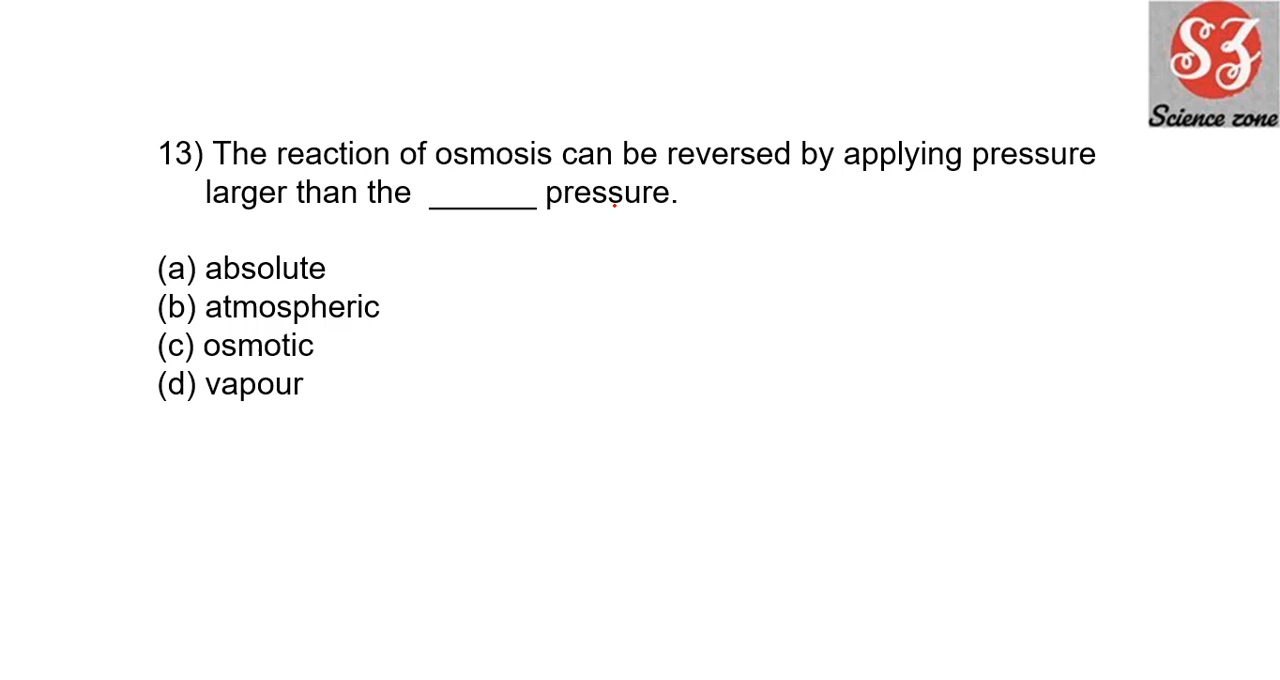 SZ
Science zone
13) The reaction of osmosis can be reversed by applying pressure
larger than the ______ pressure.
(a) absolute
(b) atmospheric
(c) osmotic
(d) vapour